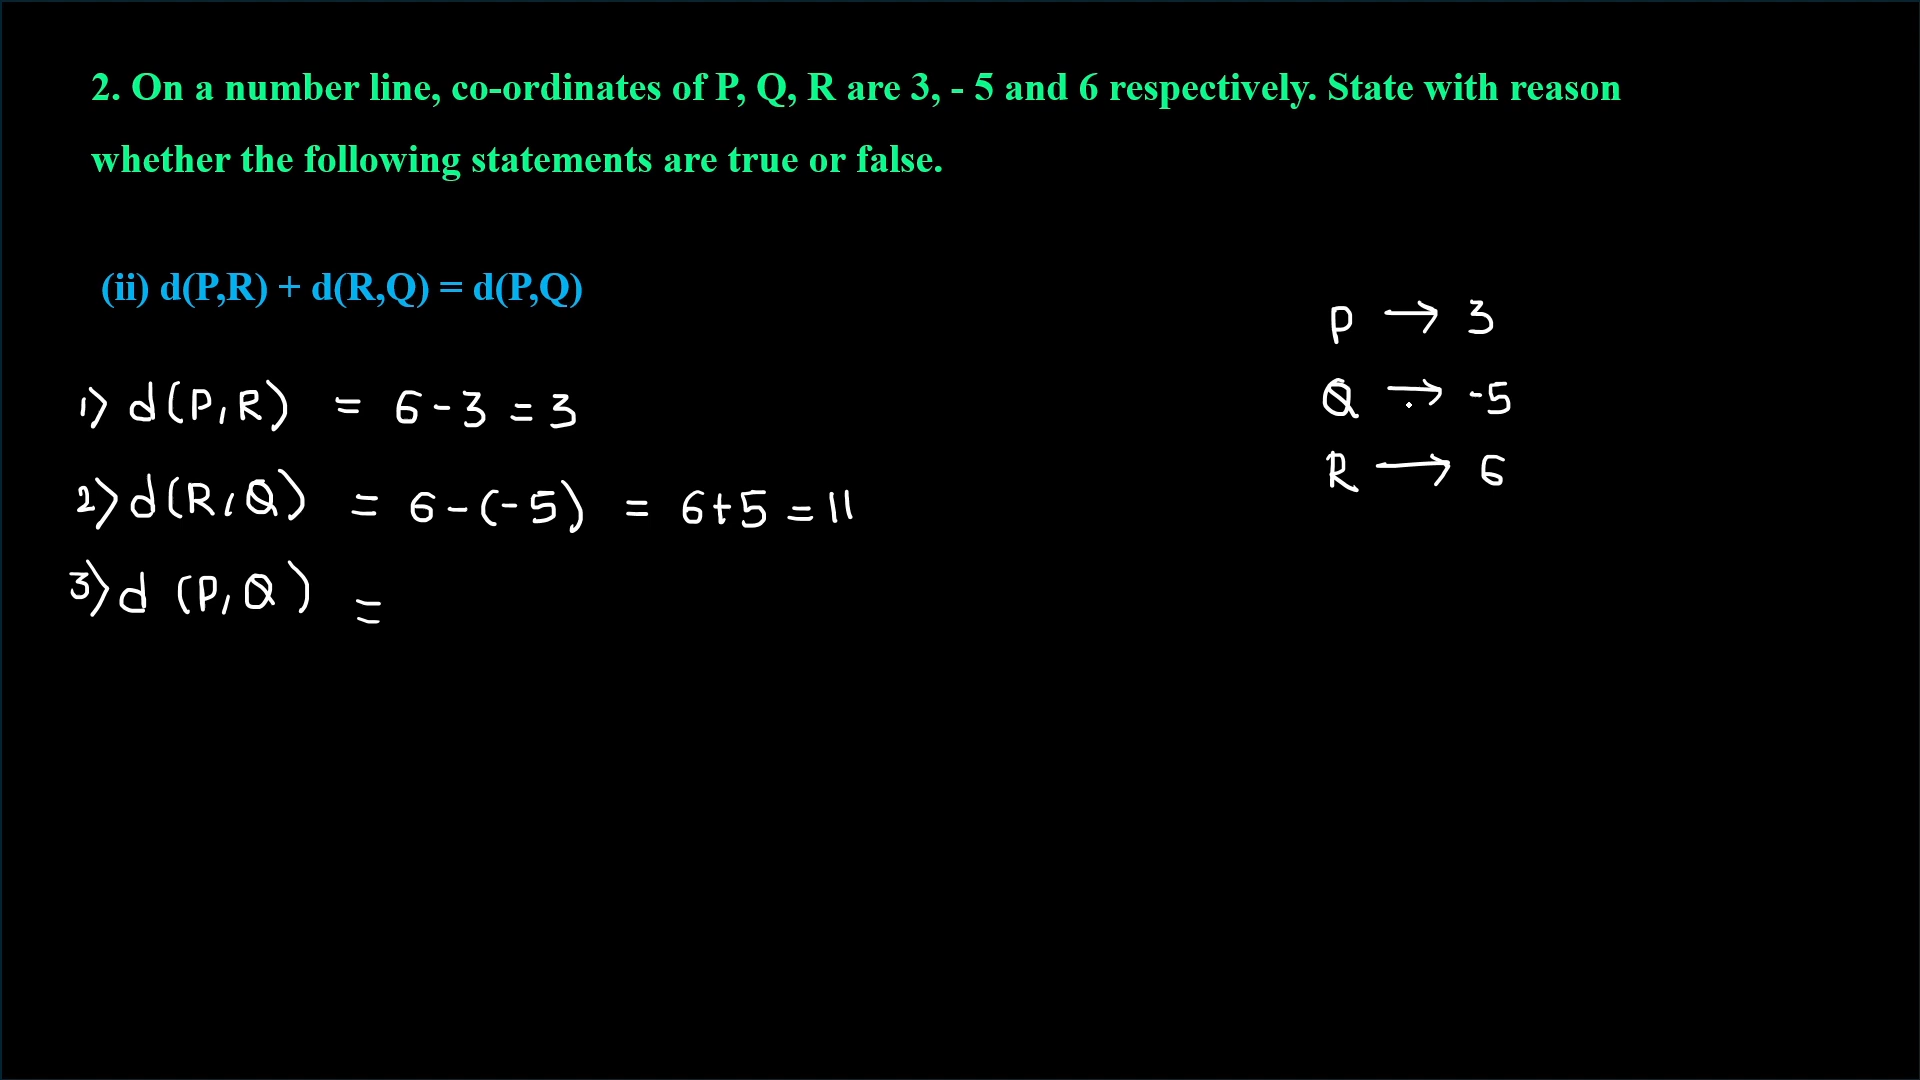 2. On a number line, co-ordinates of P, Q, R are 3, - 5 and 6 respectively. State with reason
whether the following statements are true or false.
(ii) d(P,R) + d(R,Q) = d(P,Q)
1) d(P,R) = 6-3 = 3
2) d(R,Q) = 6-(-5) = 6+5 = 11
3) d (P,Q) =
P → 3
Q → -5
R → 6